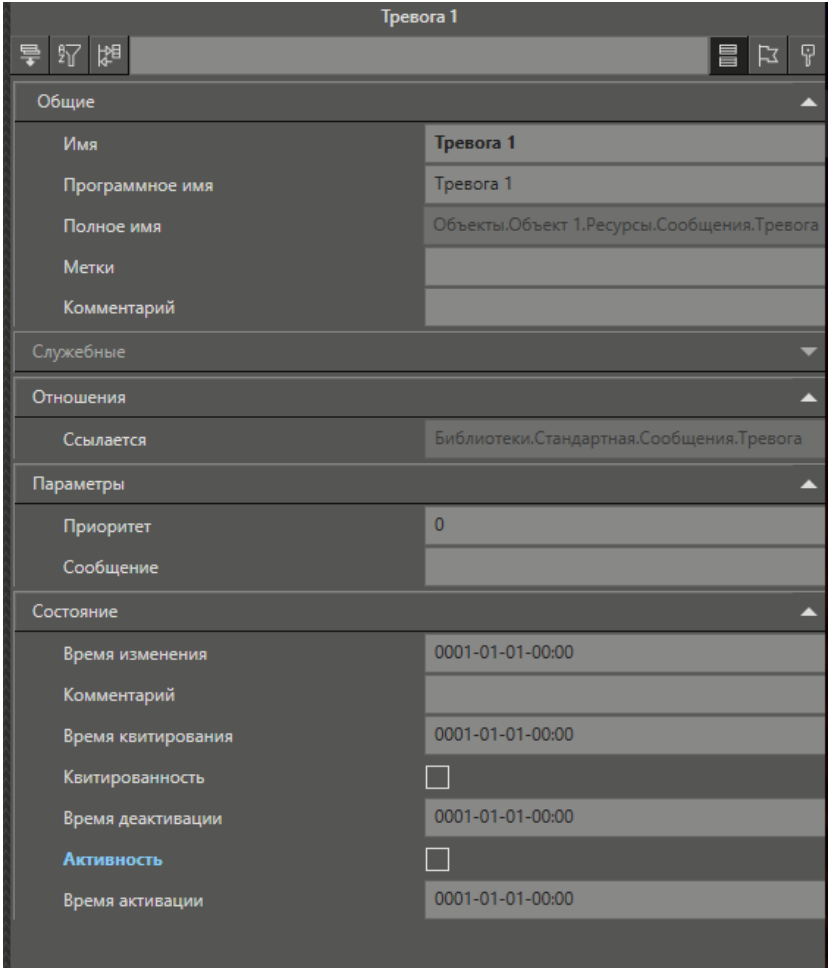 Тревога 1
Общие
Имя Тревога 1
Программное имя Тревога 1
Полное имя Объекты.Объект 1.Ресурсы.Сообщения.Тревога
Метки
Комментарий
Служебные
Отношения
Ссылается Библиотеки.Стандартная.Сообщения.Тревога
Параметры
Приоритет 0
Сообщение
Состояние
Время изменения 0001-01-01-00:00
Комментарий
Время квитирования 0001-01-01-00:00
Квитированность
Время деактивации 0001-01-01-00:00
Активность
Время активации 0001-01-01-00:00